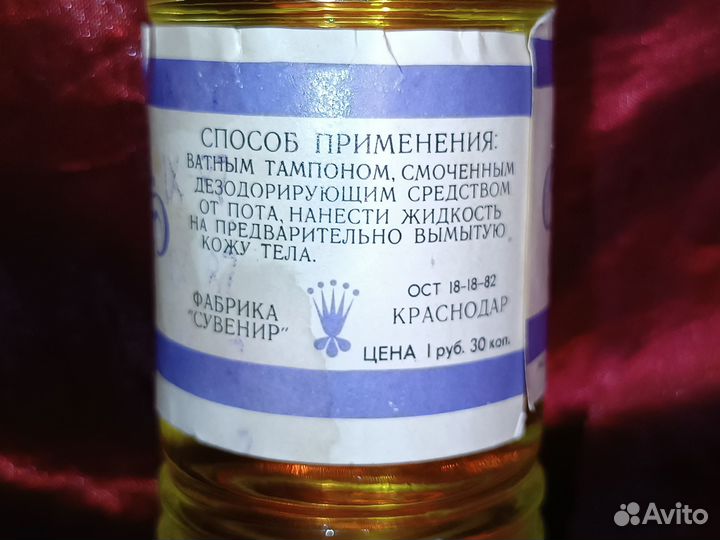 СПОСОБ ПРИМЕНЕНИЯ:
ВАТНЫМ ТАМПОНОМ, СМОЧЕННЫМ
ДЕЗОДОРИРУЮЩИМ СРЕДСТВОМ
ОТ ПОТА, НАНЕСТИ ЖИДКОСТЬ
НА ПРЕДВАРИТЕЛЬНО ВЫМЫТУЮ
КОЖУ ТЕЛА.
ФАБРИКА
"СУВЕНИР"
ОСТ 18-18-82
КРАСНОДАР
ЦЕНА 1 руб. 30 коп.
Avito